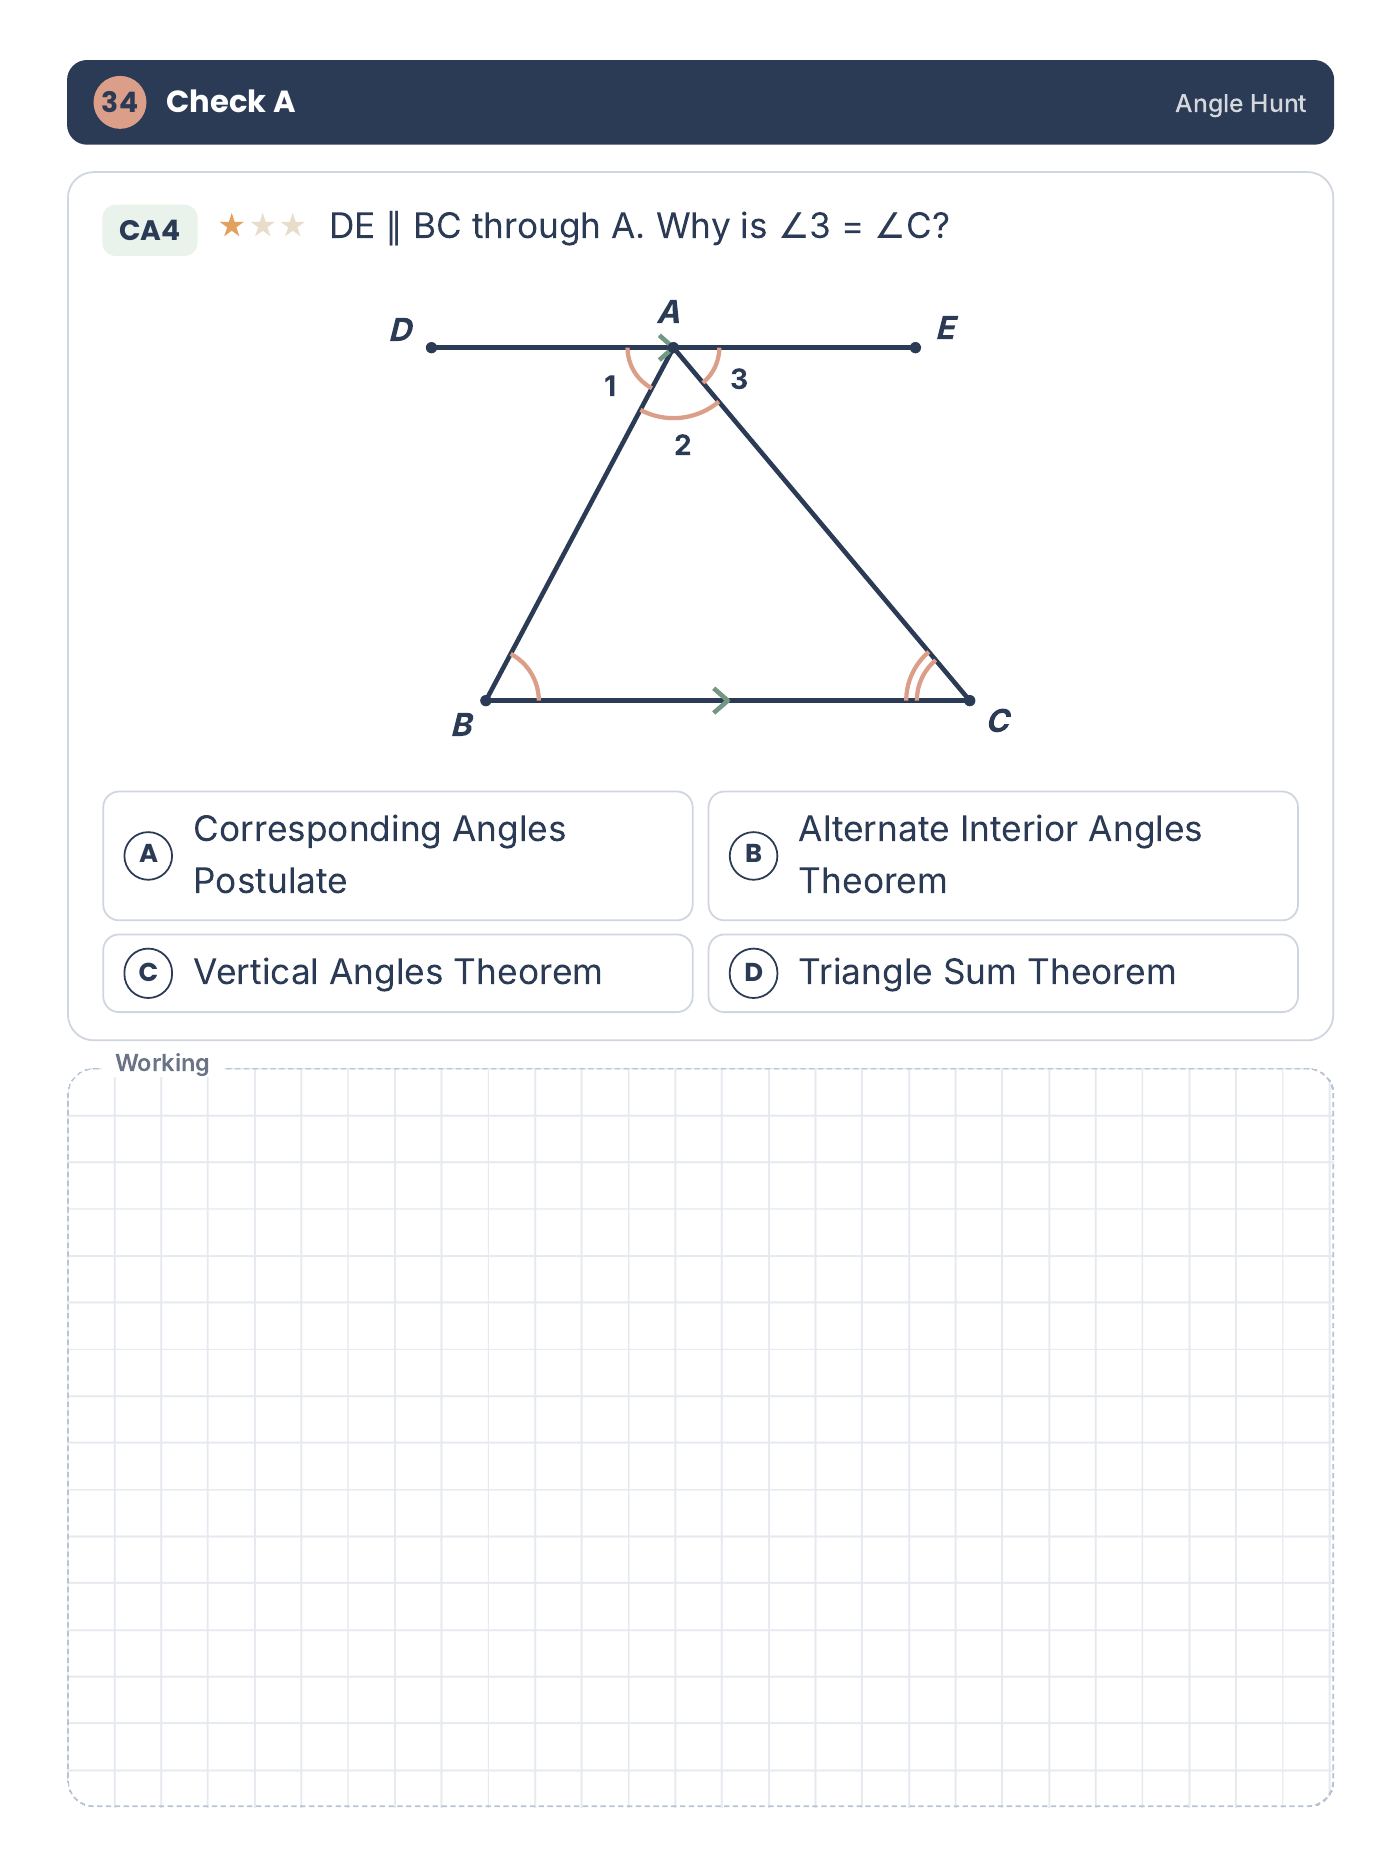 34 Check A Angle Hunt
CA4 ★★★ DE ∥ BC through A. Why is ∠3 = ∠C?
A
D E
1 3
2
B C
A Corresponding Angles
Postulate
B Alternate Interior Angles
Theorem
C Vertical Angles Theorem
D Triangle Sum Theorem
Working